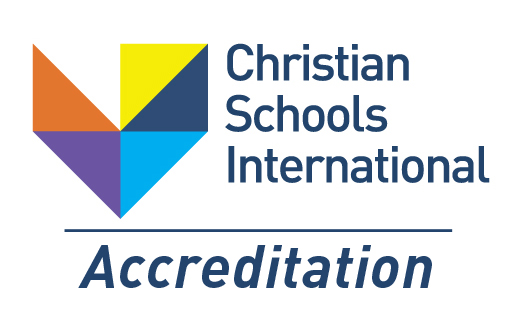 Christian
Schools
International
Accreditation